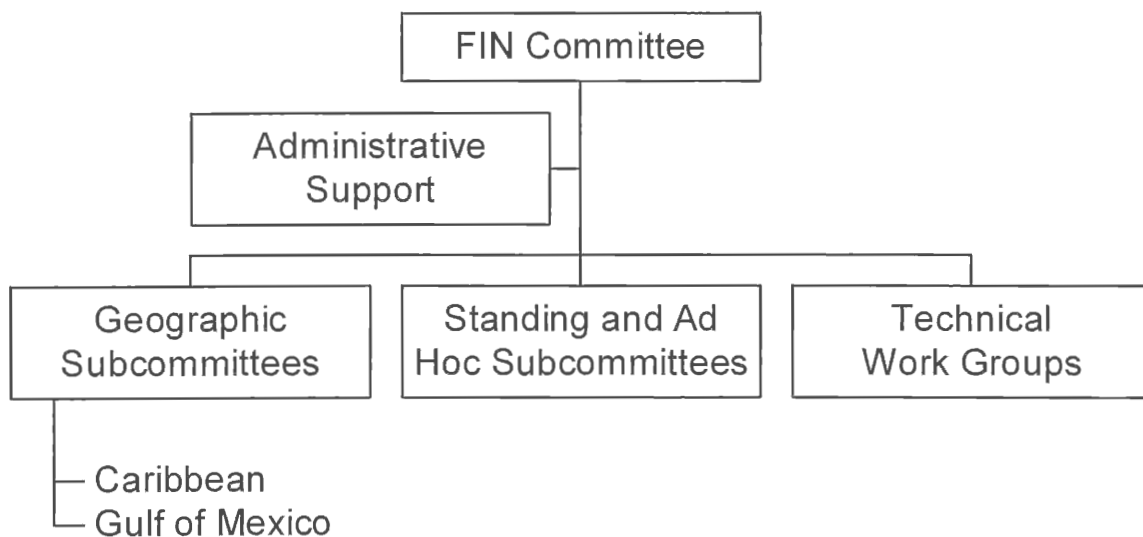 FIN Committee
Administrative
Support
Geographic
Subcommittees
Standing and Ad
Hoc Subcommittees
Technical
Work Groups
Caribbean
Gulf of Mexico